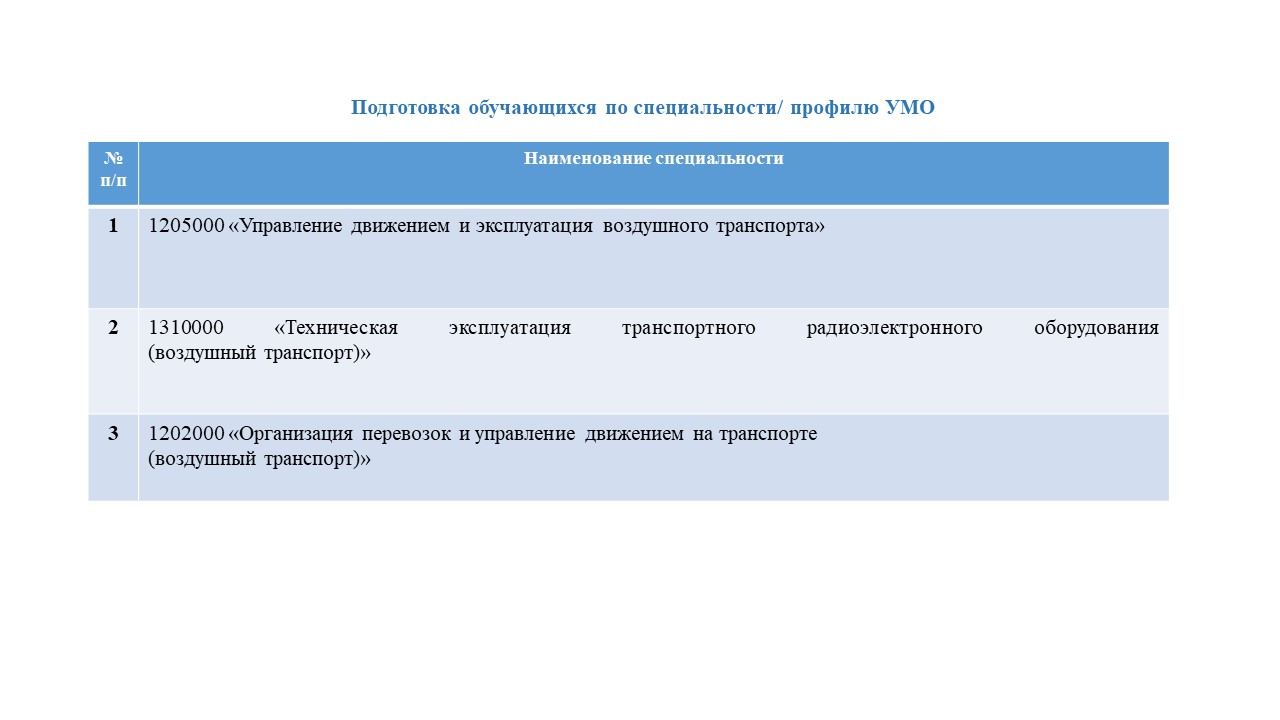 Подготовка обучающихся по специальности/ профилю УМО
№ п/п
Наименование специальности
1
1205000 «Управление движением и эксплуатация воздушного транспорта»
2
1310000 «Техническая эксплуатация транспортного радиоэлектронного оборудования
(воздушный транспорт)»
3
1202000 «Организация перевозок и управление движением на транспорте
(воздушный транспорт)»